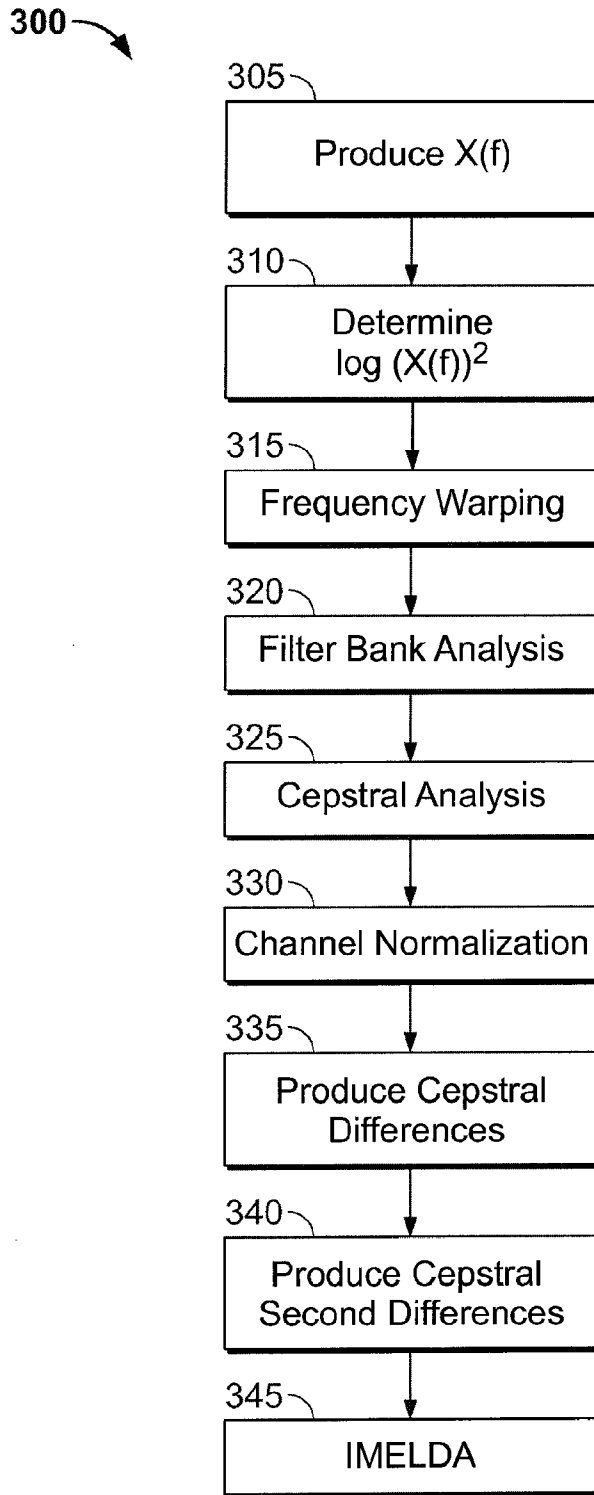 300
305
Produce X(f)
310
Determine
log (X(f))²
315
Frequency Warping
320
Filter Bank Analysis
325
Cepstral Analysis
330
Channel Normalization
335
Produce Cepstral
Differences
340
Produce Cepstral
Second Differences
345
IMELDA